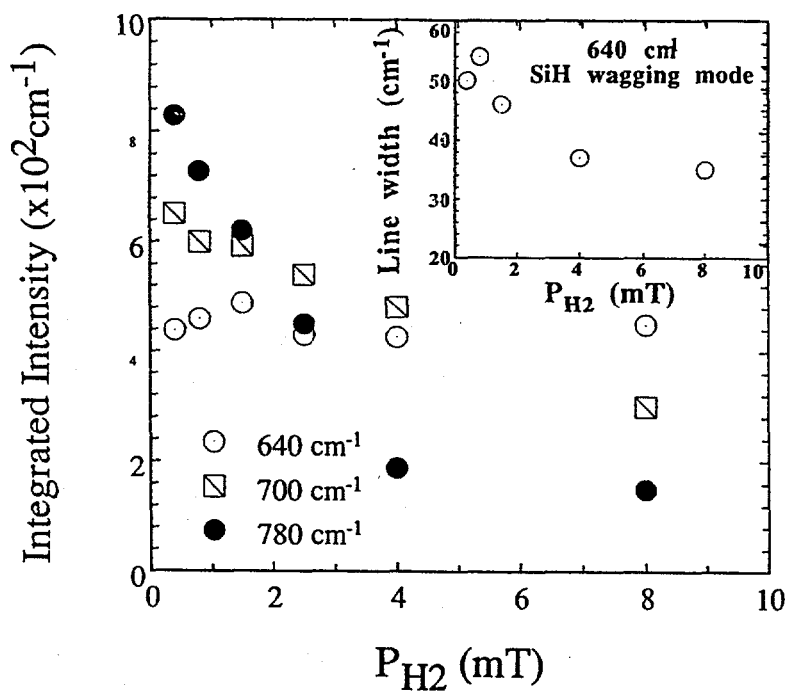 Integrated Intensity (x10²cm⁻¹)
10
8
6
4
2
0
0 2 4 6 8 10
P_H2 (mT)
640 cm⁻¹
700 cm⁻¹
780 cm⁻¹
Line width (cm⁻¹)
60
50
40
30
20
0 2 4 6 8 10
P_H2 (mT)
640 cm¹
SiH wagging mode